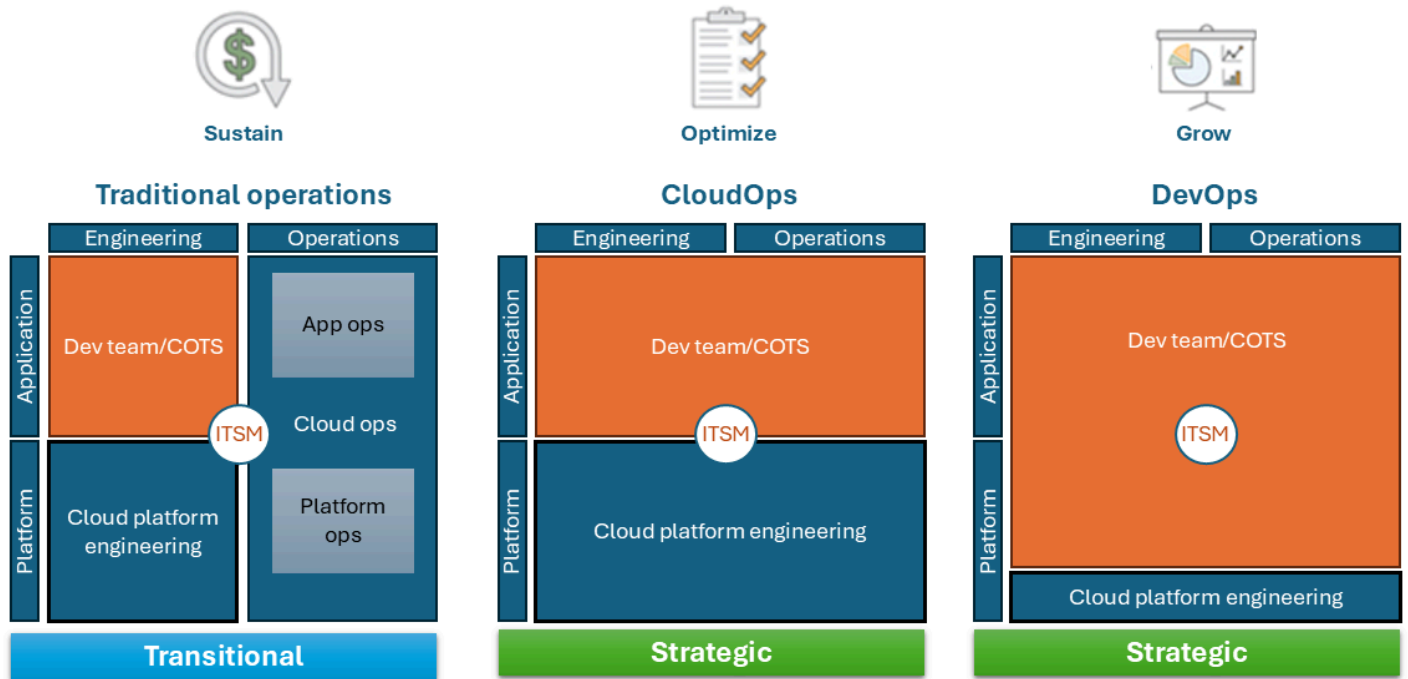 Sustain
Optimize
Grow
Traditional operations
Engineering
Operations
Application
Platform
Dev team/COTS
App ops
ITSM
Cloud ops
Cloud platform
engineering
Platform
ops
Transitional
CloudOps
Engineering
Operations
Application
Platform
Dev team/COTS
ITSM
Cloud platform engineering
Strategic
DevOps
Engineering
Operations
Application
Platform
Dev team/COTS
ITSM
Cloud platform engineering
Strategic